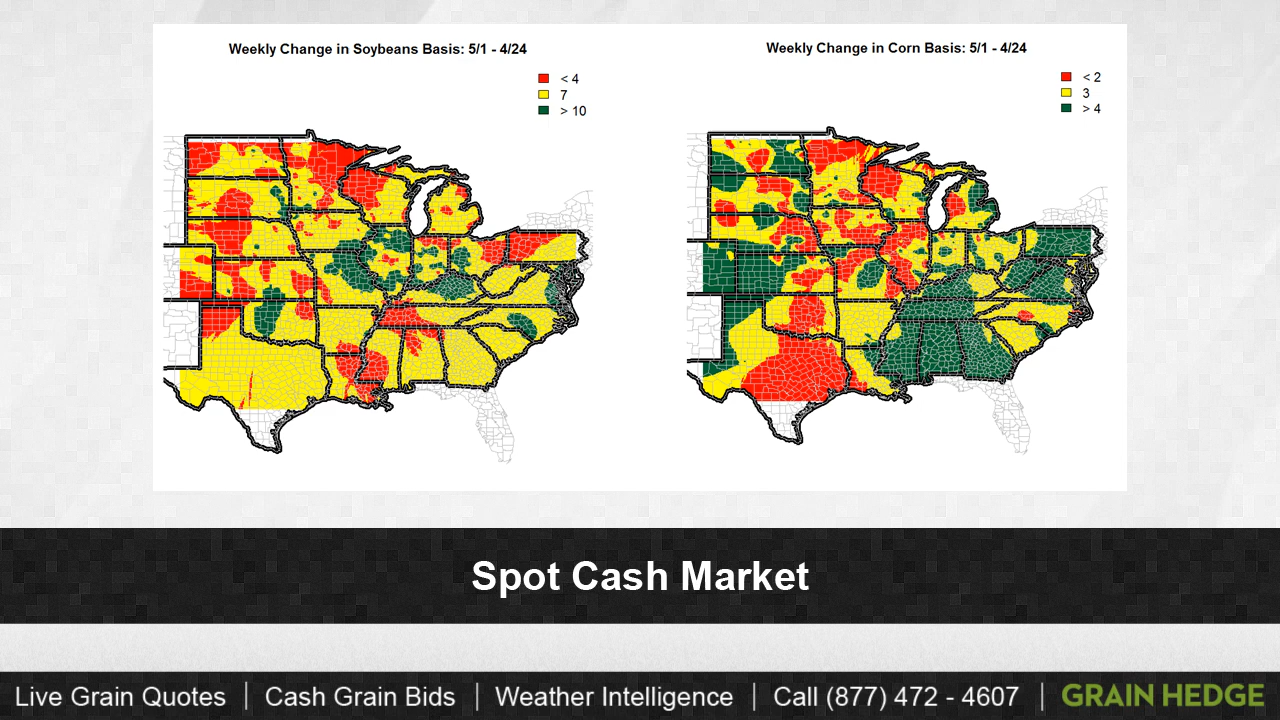 Weekly Change in Soybeans Basis: 5/1 - 4/24
< 4
7
> 10
Weekly Change in Corn Basis: 5/1 - 4/24
< 2
3
> 4
Spot Cash Market
Live Grain Quotes | Cash Grain Bids | Weather Intelligence | Call (877) 472 - 4607 | GRAIN HEDGE